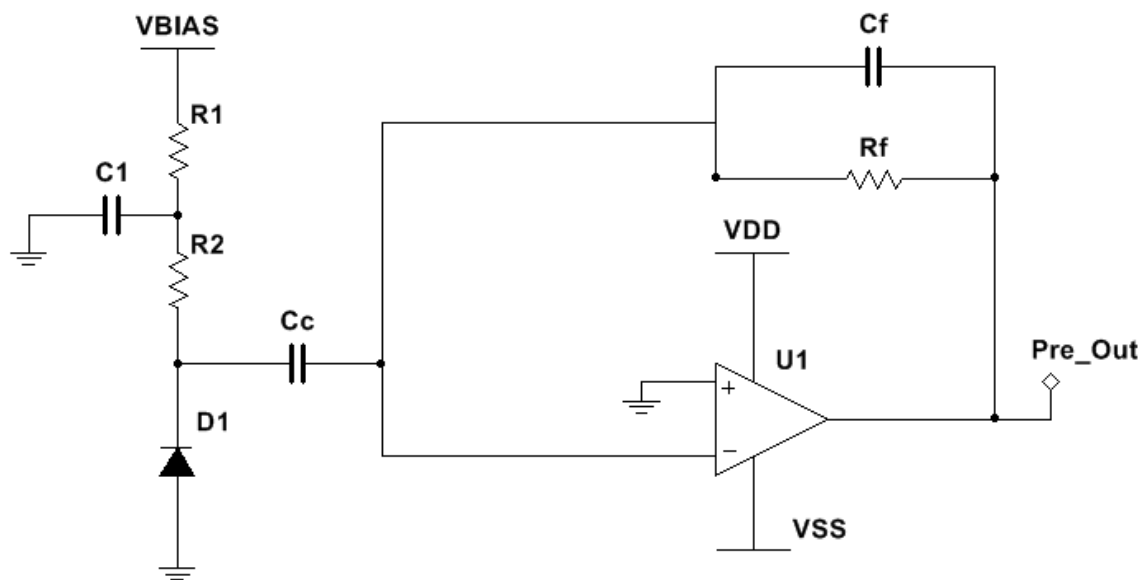 VBIAS
Cf
R1
Rf
C1
R2
VDD
Cc
U1
Pre_Out
+
D1
−
VSS